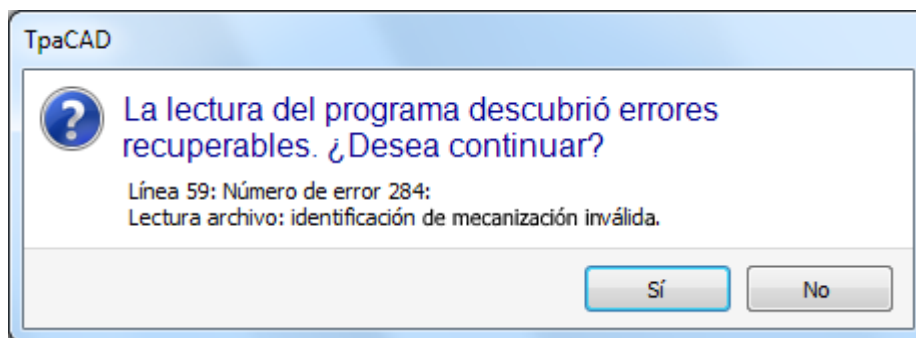 TpaCAD
La lectura del programa descubrió errores
recuperables. ¿Desea continuar?
Línea 59: Número de error 284:
Lectura archivo: identificación de mecanización inválida.
Sí
No